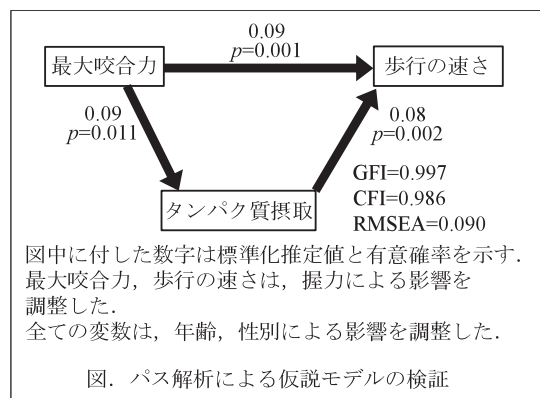 0.09
p=0.001
最大咬合力
歩行の速さ
0.09
p=0.011
0.08
p=0.002
タンパク質摂取
GFI=0.997
CFI=0.986
RMSEA=0.090
図中に付した数字は標準化推定値と有意確率を示す.
最大咬合力，歩行の速さは，握力による影響を
調整した.
全ての変数は，年齢，性別による影響を調整した.
図．パス解析による仮説モデルの検証